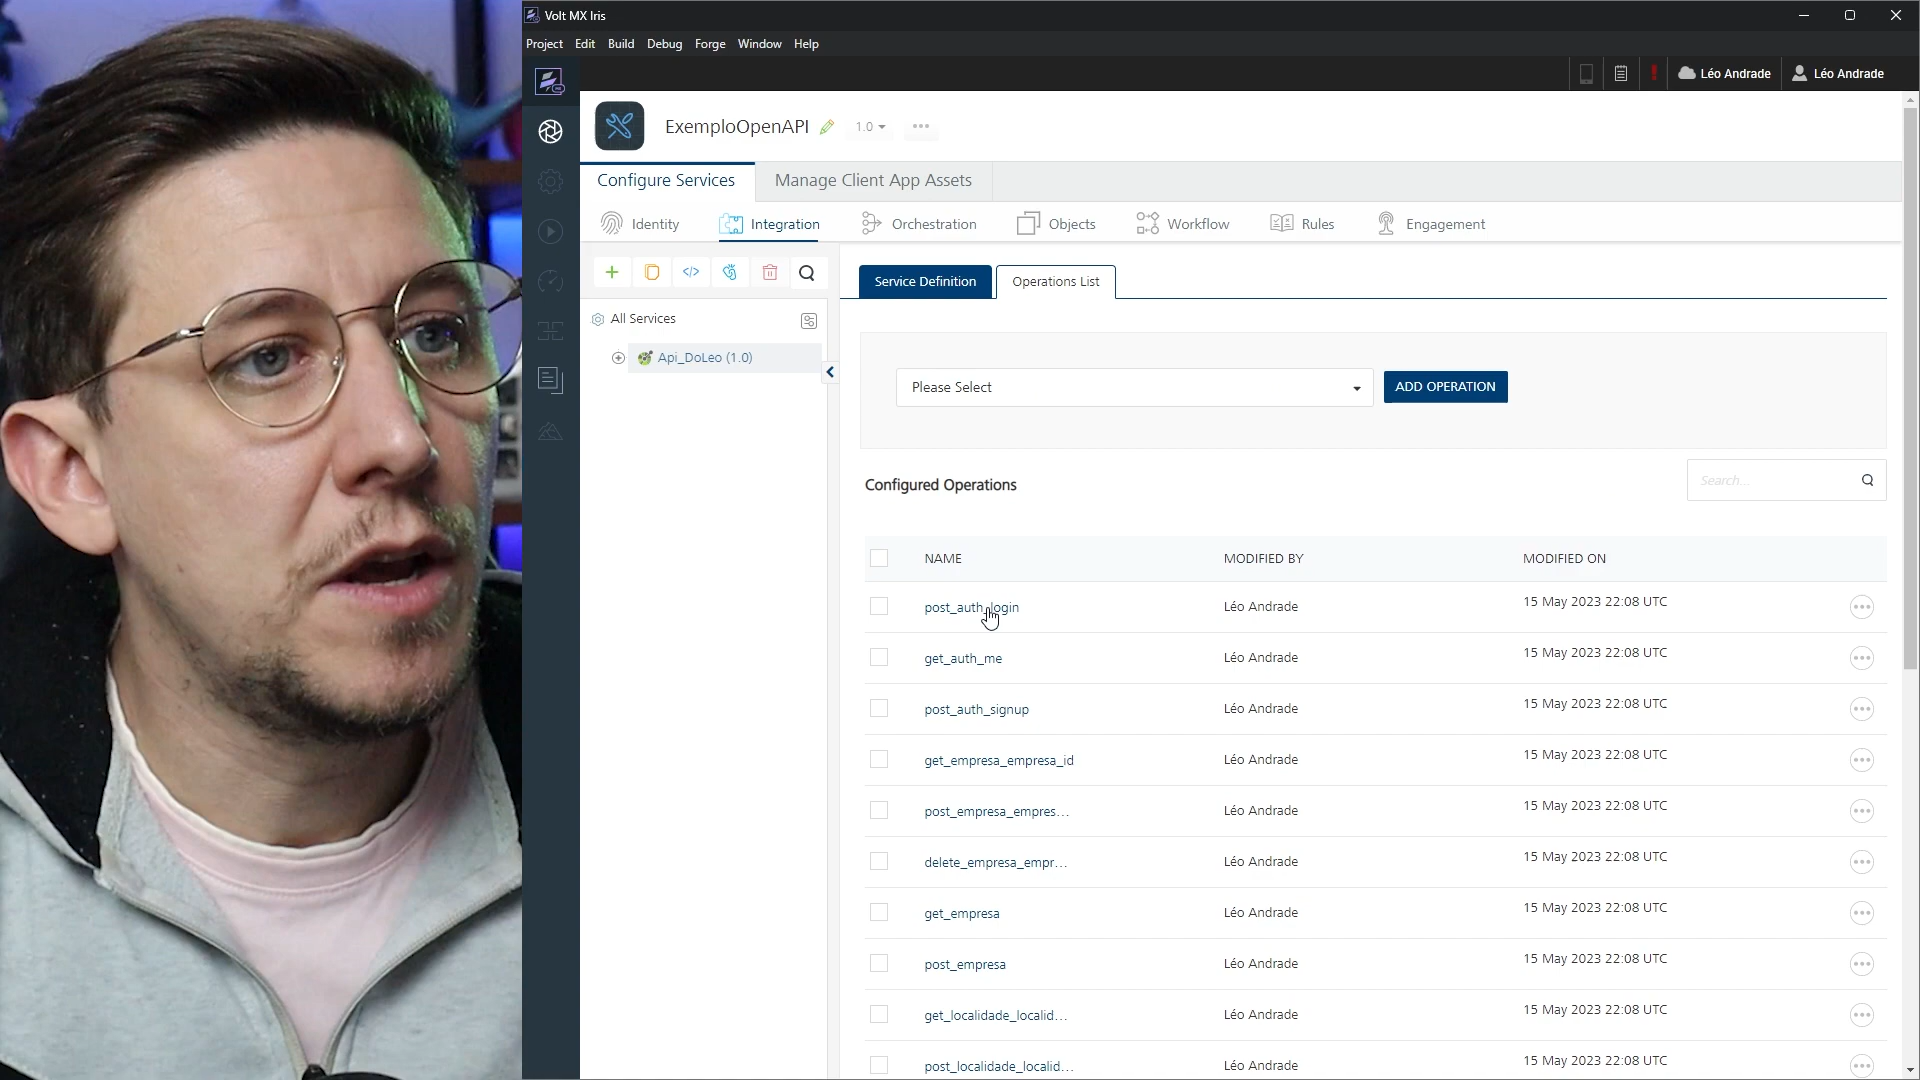 Volt MX Iris
Project Edit Build Debug Forge Window Help
Léo Andrade Léo Andrade
ExemploOpenAPI 1.0
Configure Services Manage Client App Assets
Identity Integration Orchestration Objects Workflow Rules Engagement
Service Definition Operations List
All Services
Api_DoLeo (1.0)
Please Select ADD OPERATION
Configured Operations Search...
NAME MODIFIED BY MODIFIED ON
post_auth_login Léo Andrade 15 May 2023 22:08 UTC
get_auth_me Léo Andrade 15 May 2023 22:08 UTC
post_auth_signup Léo Andrade 15 May 2023 22:08 UTC
get_empresa_empresa_id Léo Andrade 15 May 2023 22:08 UTC
post_empresa_empres... Léo Andrade 15 May 2023 22:08 UTC
delete_empresa_empr... Léo Andrade 15 May 2023 22:08 UTC
get_empresa Léo Andrade 15 May 2023 22:08 UTC
post_empresa Léo Andrade 15 May 2023 22:08 UTC
get_localidade_localid... Léo Andrade 15 May 2023 22:08 UTC
post_localidade_localid... Léo Andrade 15 May 2023 22:08 UTC